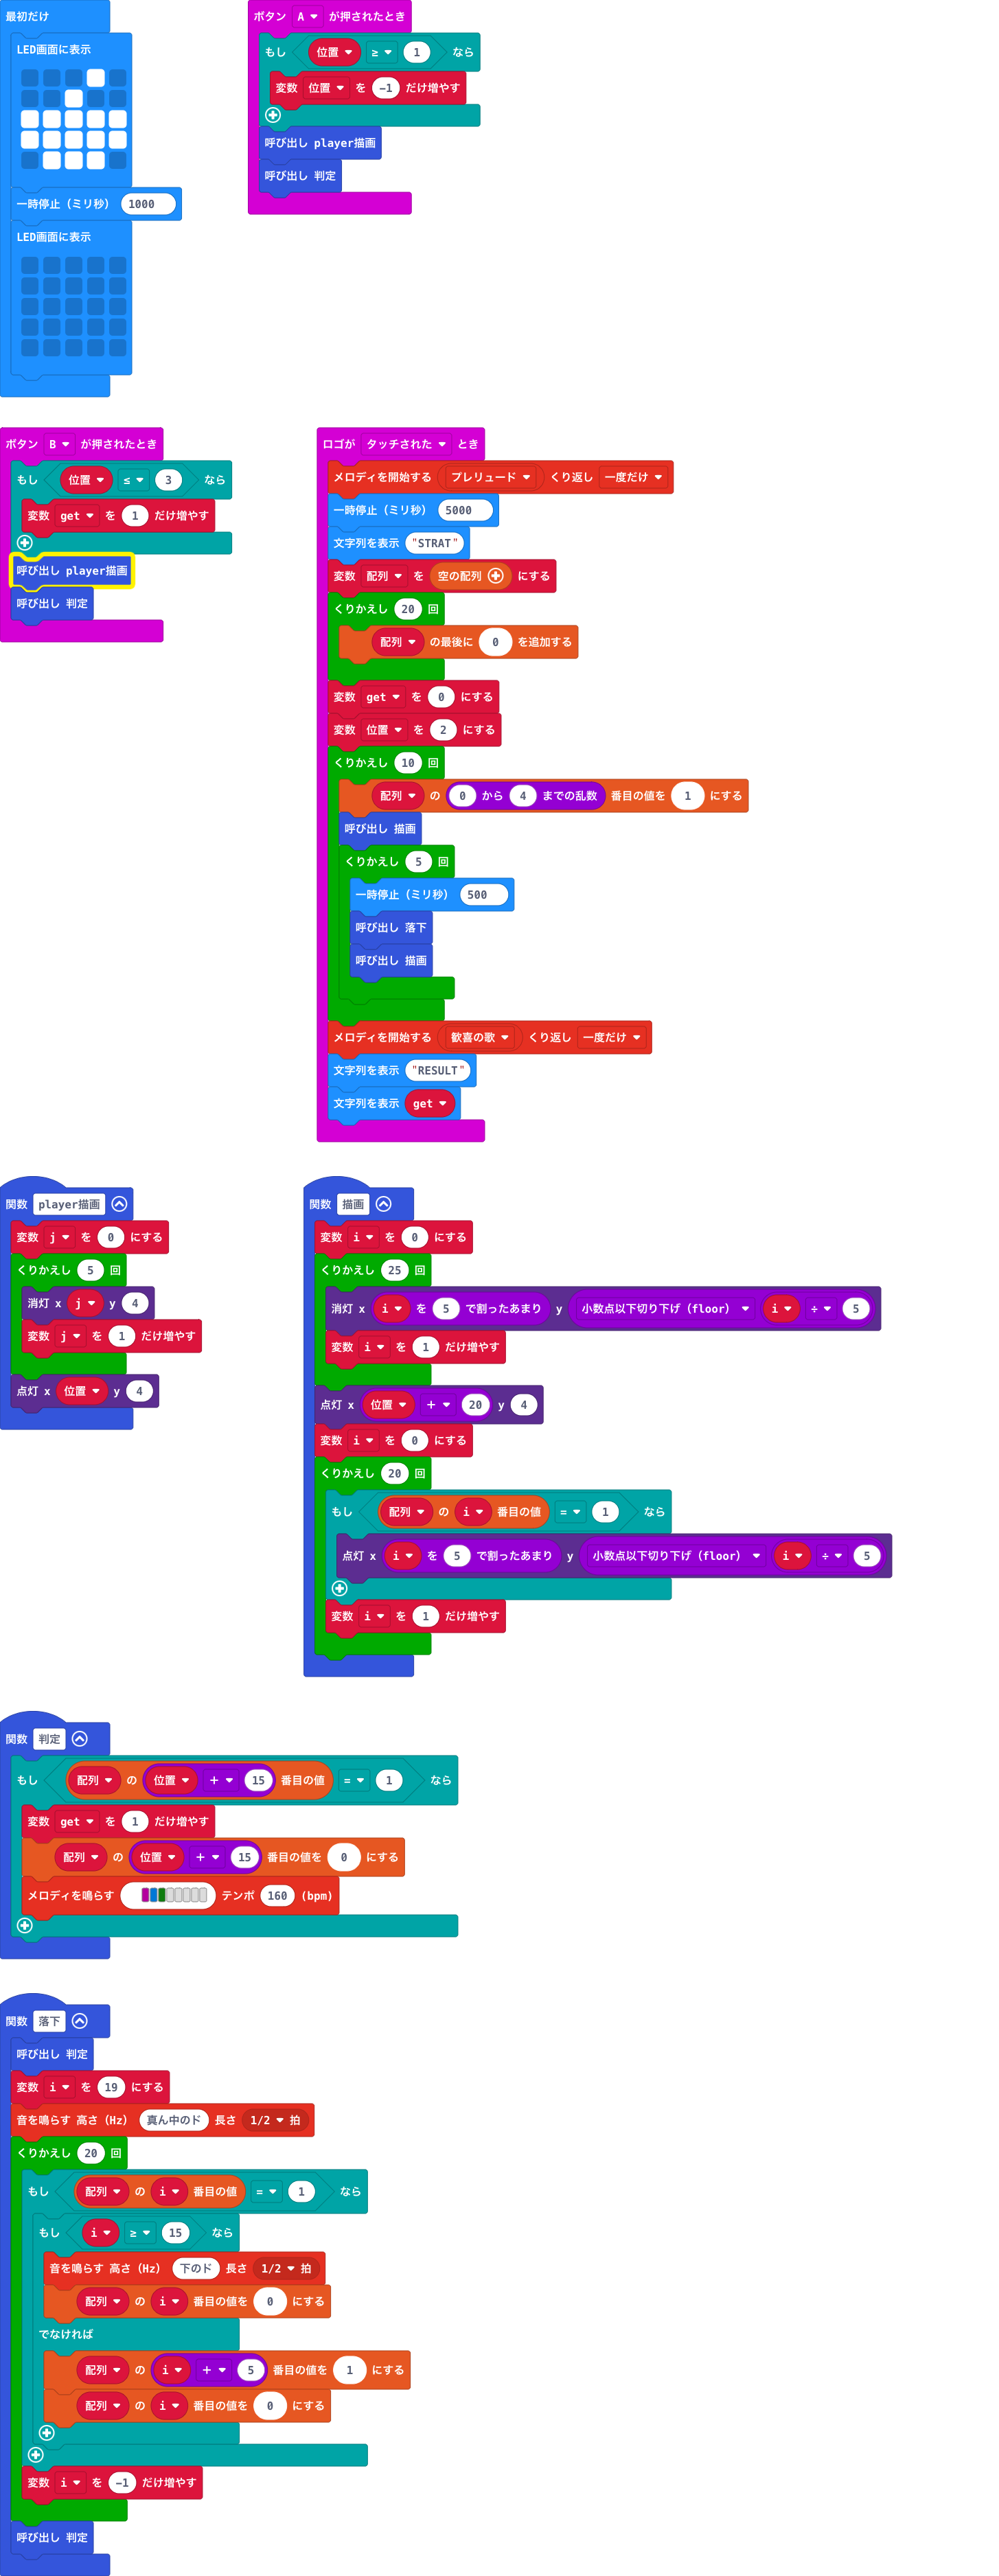 最初だけ
LED画面に表示
一時停止（ミリ秒） 1000
LED画面に表示
ボタン A が押されたとき
もし 位置 ≥ 1 なら
変数 位置 を -1 だけ増やす
呼び出し player描画
呼び出し 判定
ボタン B が押されたとき
もし 位置 ≤ 3 なら
変数 get を 1 だけ増やす
呼び出し player描画
呼び出し 判定
ロゴが タッチされた とき
メロディを開始する プレリュード くり返し 一度だけ
一時停止（ミリ秒） 5000
文字列を表示 "STRAT"
変数 配列 を 空の配列 にする
くりかえし 20 回
配列 の最後に 0 を追加する
変数 get を 0 にする
変数 位置 を 2 にする
くりかえし 10 回
配列 の 0 から 4 までの乱数 番目の値を 1 にする
呼び出し 描画
くりかえし 5 回
一時停止（ミリ秒） 500
呼び出し 落下
呼び出し 描画
メロディを開始する 歓喜の歌 くり返し 一度だけ
文字列を表示 "RESULT"
文字列を表示 get
関数 player描画
変数 j を 0 にする
くりかえし 5 回
消灯 x j y 4
変数 j を 1 だけ増やす
点灯 x 位置 y 4
関数 描画
変数 i を 0 にする
くりかえし 25 回
消灯 x i を 5 で割ったあまり y 小数点以下切り下げ（floor） i ÷ 5
変数 i を 1 だけ増やす
点灯 x 位置 + 20 y 4
変数 i を 0 にする
くりかえし 20 回
もし 配列 の i 番目の値 = 1 なら
点灯 x i を 5 で割ったあまり y 小数点以下切り下げ（floor） i ÷ 5
変数 i を 1 だけ増やす
関数 判定
もし 配列 の 位置 + 15 番目の値 = 1 なら
変数 get を 1 だけ増やす
配列 の 位置 + 15 番目の値を 0 にする
メロディを鳴らす テンポ 160 (bpm)
関数 落下
呼び出し 判定
変数 i を 19 にする
音を鳴らす 高さ（Hz） 真ん中のド 長さ 1/2 拍
くりかえし 20 回
もし 配列 の i 番目の値 = 1 なら
もし i ≥ 15 なら
音を鳴らす 高さ（Hz） 下のド 長さ 1/2 拍
配列 の i 番目の値を 0 にする
でなければ
配列 の i + 5 番目の値を 1 にする
配列 の i 番目の値を 0 にする
変数 i を -1 だけ増やす
呼び出し 判定